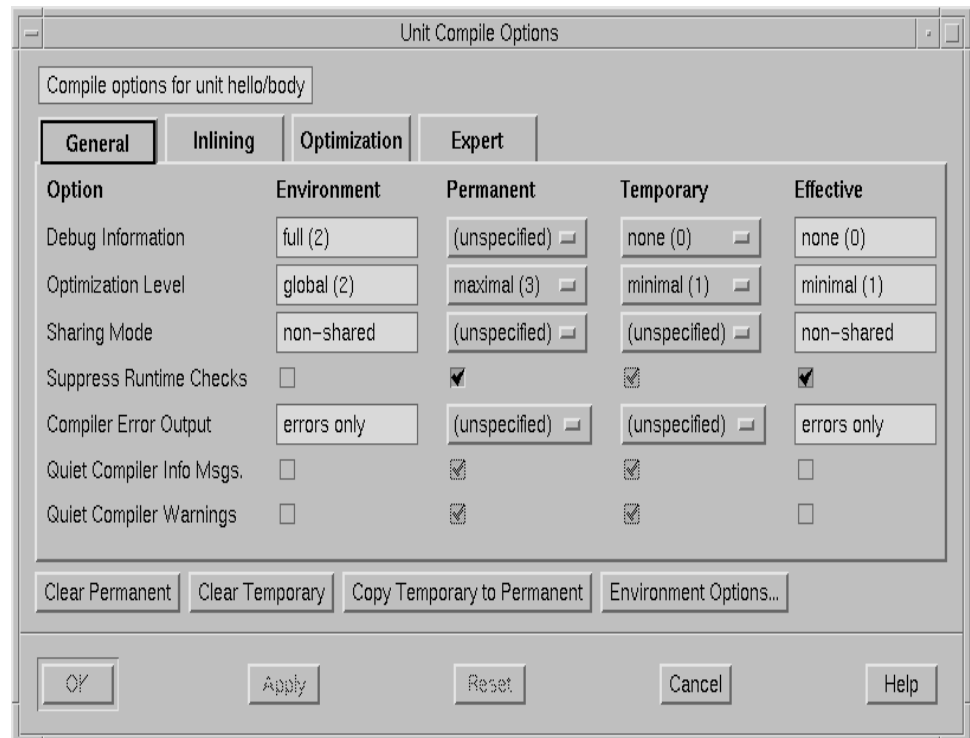 Unit Compile Options
Compile options for unit hello/body
General Inlining Optimization Expert
Option Environment Permanent Temporary Effective
Debug Information full (2) (unspecified) none (0) none (0)
Optimization Level global (2) maximal (3) minimal (1) minimal (1)
Sharing Mode non-shared (unspecified) (unspecified) non-shared
Suppress Runtime Checks
Compiler Error Output errors only (unspecified) (unspecified) errors only
Quiet Compiler Info Msgs.
Quiet Compiler Warnings
Clear Permanent Clear Temporary Copy Temporary to Permanent Environment Options...
OK Apply Reset Cancel Help